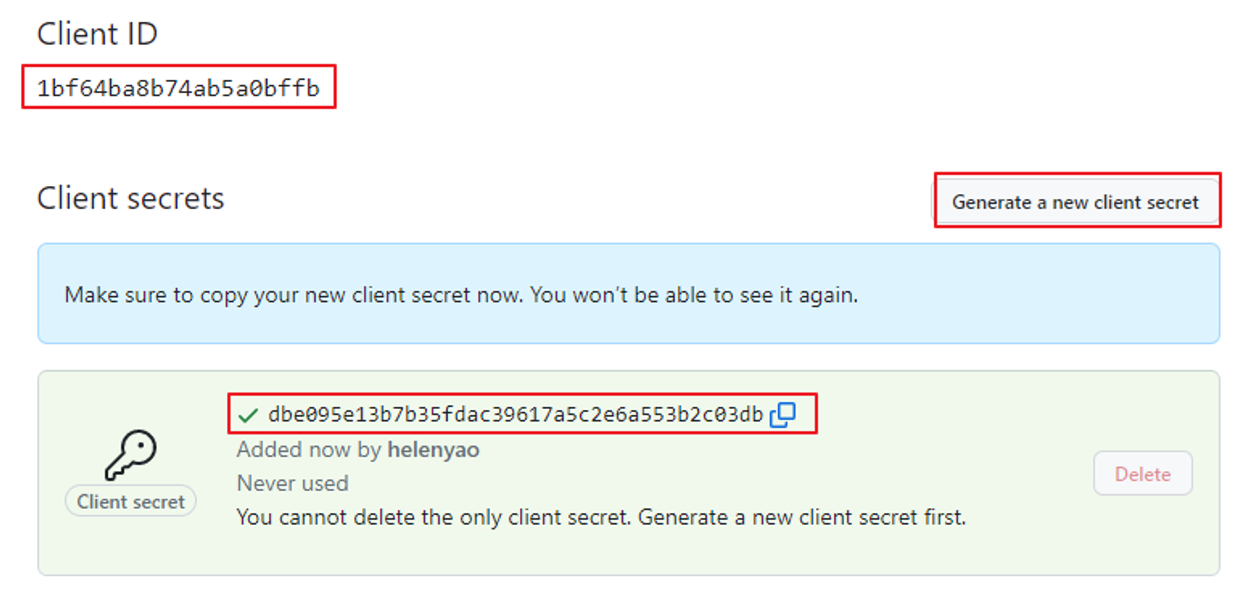 Client ID
1bf64ba8b74ab5a0bffb
Client secrets
Generate a new client secret
Make sure to copy your new client secret now. You won't be able to see it again.
dbe095e13b7b35fdac39617a5c2e6a553b2c03db
Added now by helenyao
Never used
Client secret
Delete
You cannot delete the only client secret. Generate a new client secret first.